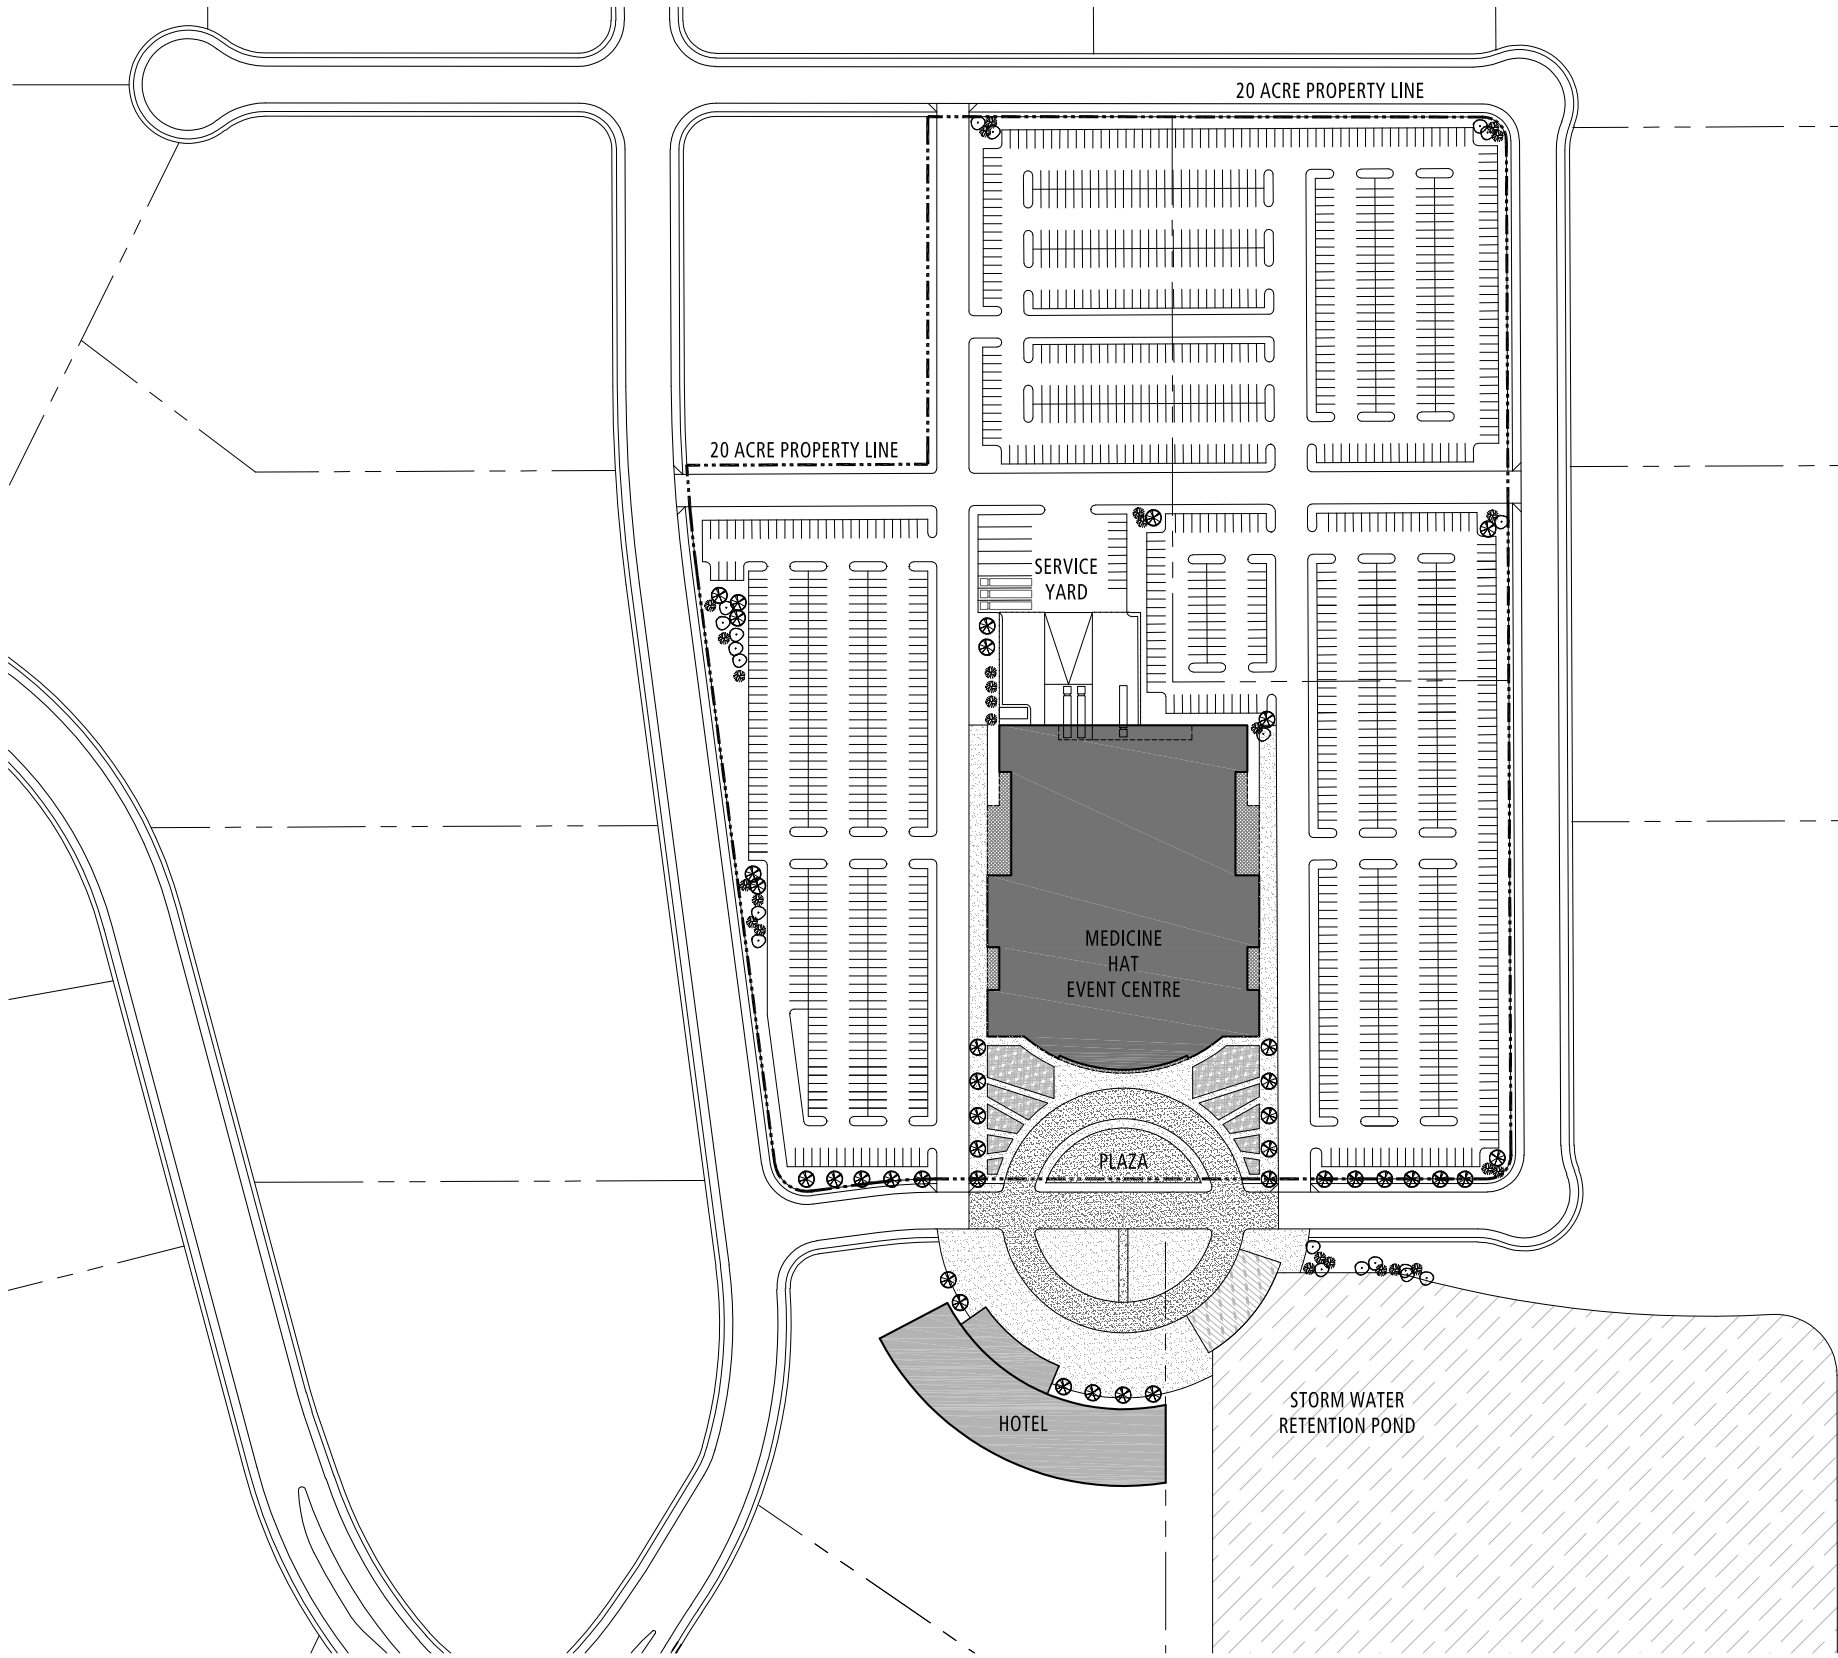 20 ACRE PROPERTY LINE
20 ACRE PROPERTY LINE
SERVICE
YARD
MEDICINE
HAT
EVENT CENTRE
PLAZA
HOTEL
STORM WATER
RETENTION POND